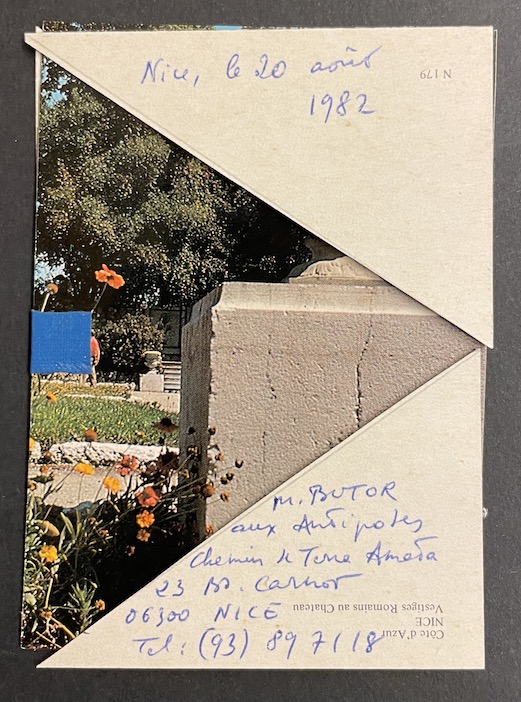 Nice, le 20 août
1982
N 179
M. BUTOR
aux Antipodes
Chemin de Terra Amata
23 Bd. Carnot
06300 NICE
Tel: (93) 89 71 18
Côte d'Azur
NICE
Vestiges Romains au Chateau